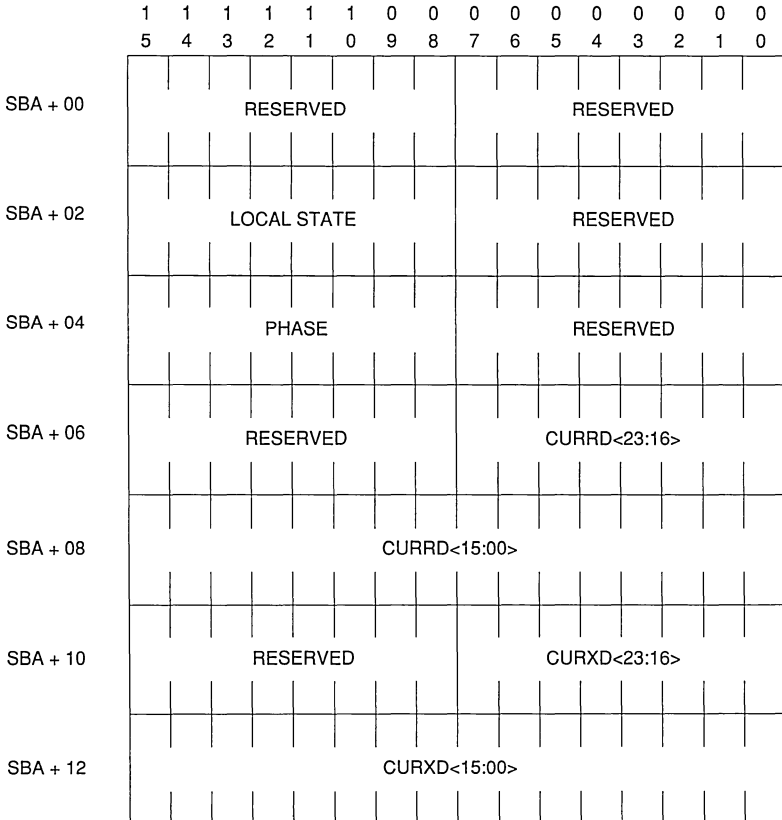 1 1 1 1 1 1 0 0 0 0 0 0 0 0 0 0
5 4 3 2 1 0 9 8 7 6 5 4 3 2 1 0
SBA + 00 RESERVED RESERVED
SBA + 02 LOCAL STATE RESERVED
SBA + 04 PHASE RESERVED
SBA + 06 RESERVED CURRD<23:16>
SBA + 08 CURRD<15:00>
SBA + 10 RESERVED CURXD<23:16>
SBA + 12 CURXD<15:00>